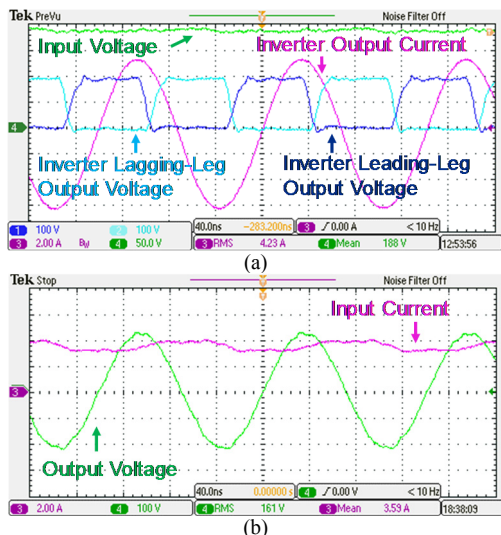 Tek PreVu Noise Filter Off
Input Voltage
Inverter Output Current
4
Inverter Lagging-Leg
Output Voltage
Inverter Leading-Leg
Output Voltage
1 100 V 2 100 V 40.0ns -283.200ns 3 0.00 A < 10 Hz
3 2.00 A BW 4 50.0 V 3 RMS 4.23 A 4 Mean 188 V 12:53:56
(a)
Tek Stop Noise Filter Off
Input Current
3
Output Voltage
40.0ns 0.00000 s 4 0.00 V < 10 Hz
3 2.00 A 4 100 V 4 RMS 161 V 3 Mean 3.59 A 18:38:09
(b)